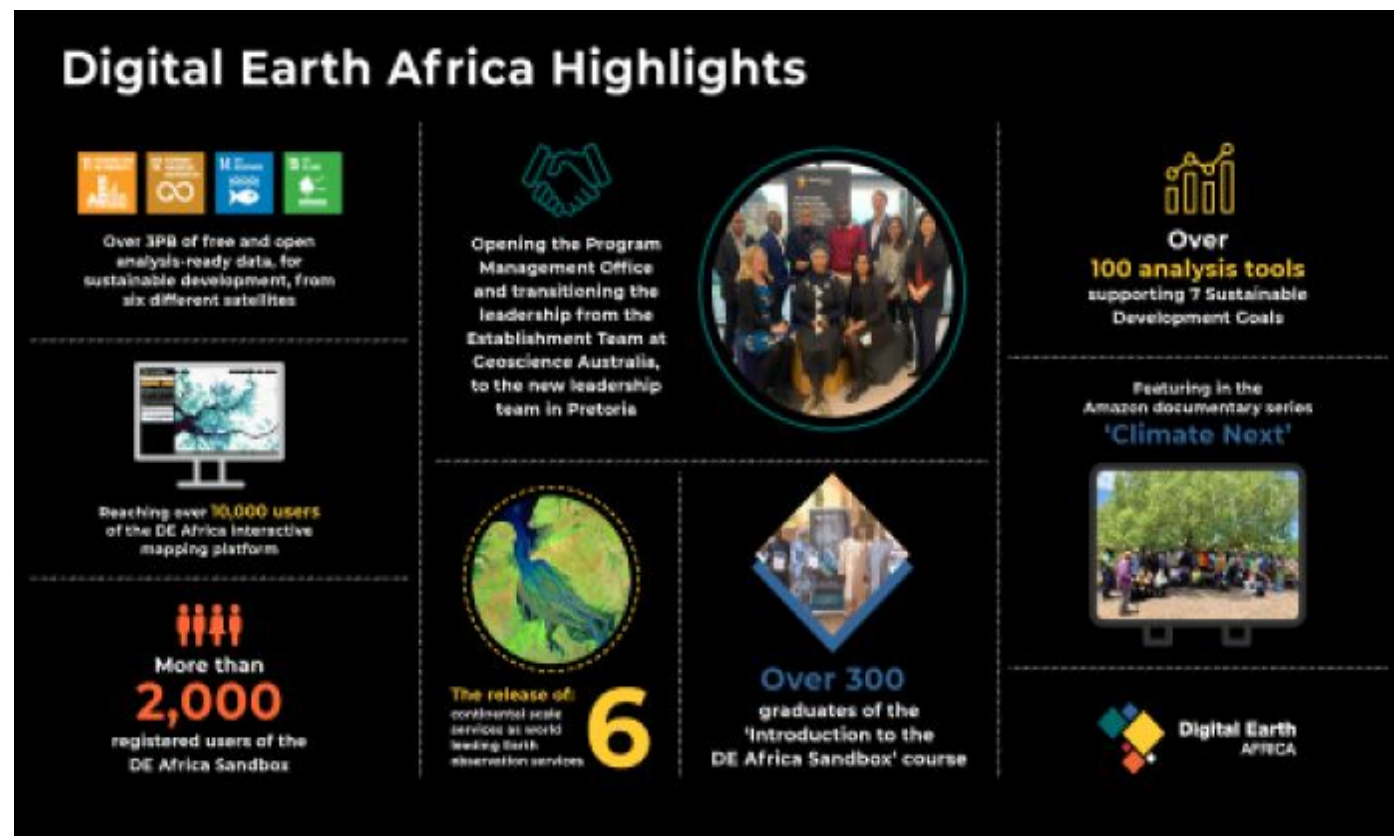 Digital Earth Africa Highlights
Over 3PB of free and open
analysis-ready data, for
sustainable development, from
six different satellites
Reaching over 10,000 users
of the DE Africa interactive
mapping platform
More than
2,000
registered users of the
DE Africa Sandbox
Opening the Program
Management Office
and transitioning the
leadership from the
Establishment Team at
Geoscience Australia,
to the new leadership
team in Pretoria
The release of:
6
continental scale
services as world
leading Earth
observation services
Over 300
graduates of the
'Introduction to the
DE Africa Sandbox' course
Over
100 analysis tools
supporting 7 Sustainable
Development Goals
Featuring in the
Amazon documentary series
'Climate Next'
Digital Earth
AFRICA